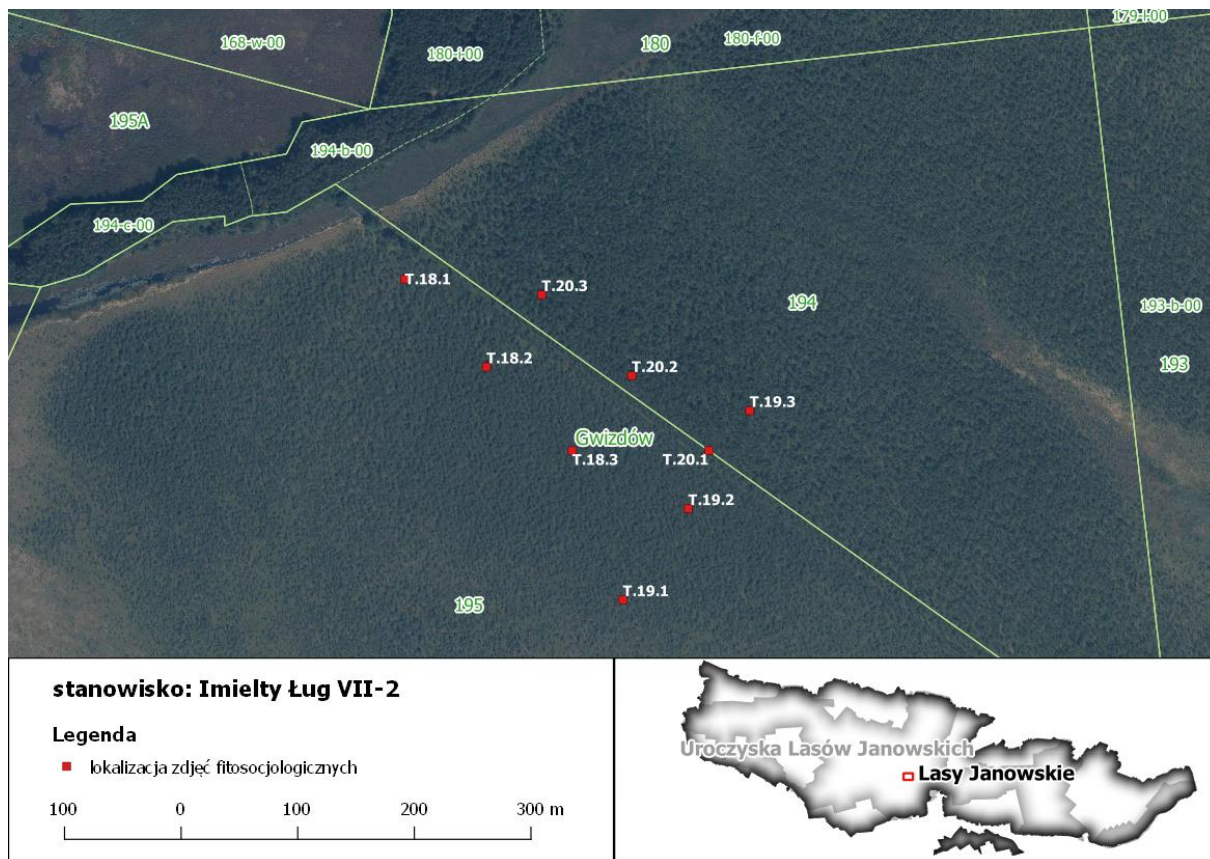 179-l-00
168-w-00
180-i-00
180
180-f-00
195A
194-b-00
194-c-00
T.18.1
T.20.3
194
193-b-00
T.18.2
T.20.2
193
T.19.3
Gwizdów
T.18.3
T.20.1
T.19.2
T.19.1
195
stanowisko: Imielty Ług VII-2
Legenda
lokalizacja zdjęć fitosocjologicznych
100 0 100 200 300 m
Uroczyska Lasów Janowskich
Lasy Janowskie